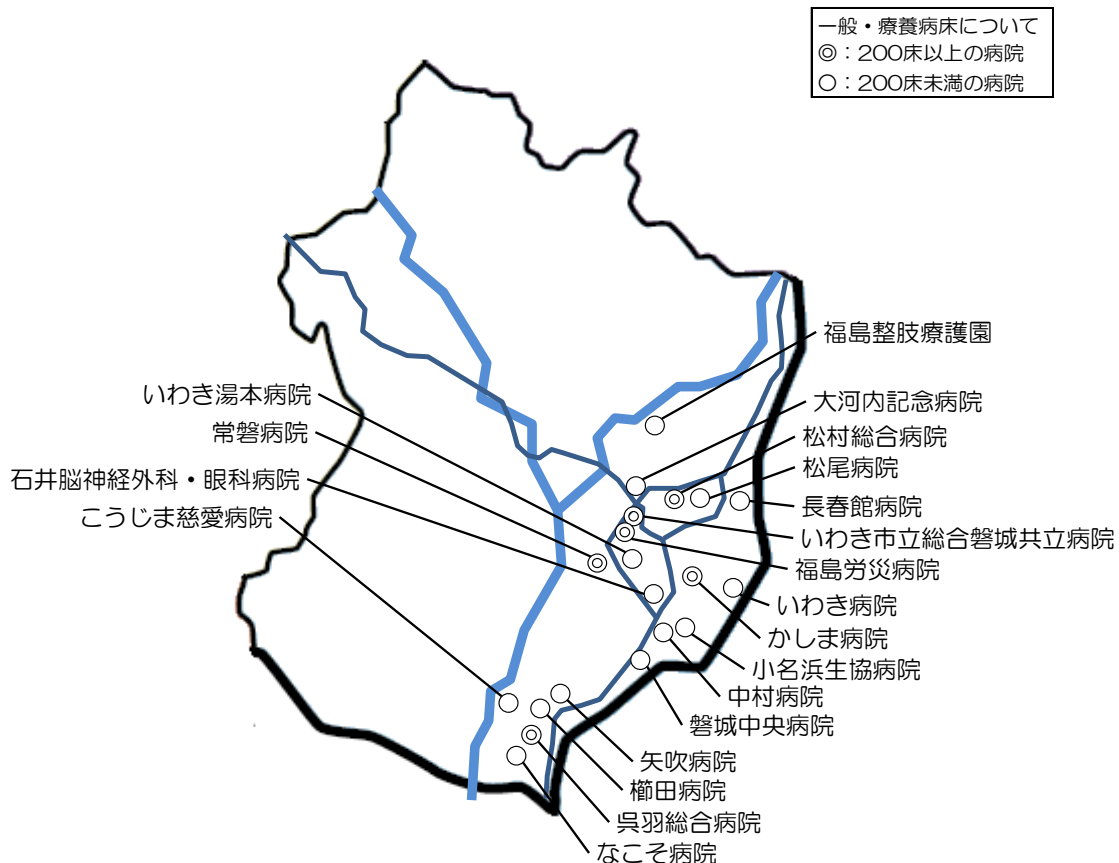 一般・療養病床について
◎：200床以上の病院
○：200床未満の病院
福島整肢療護園
いわき湯本病院
大河内記念病院
常磐病院
松村総合病院
松尾病院
石井脳神経外科・眼科病院
長春館病院
こうじま慈愛病院
いわき市立総合磐城共立病院
福島労災病院
いわき病院
かしま病院
小名浜生協病院
中村病院
磐城中央病院
矢吹病院
櫛田病院
呉羽総合病院
なこそ病院